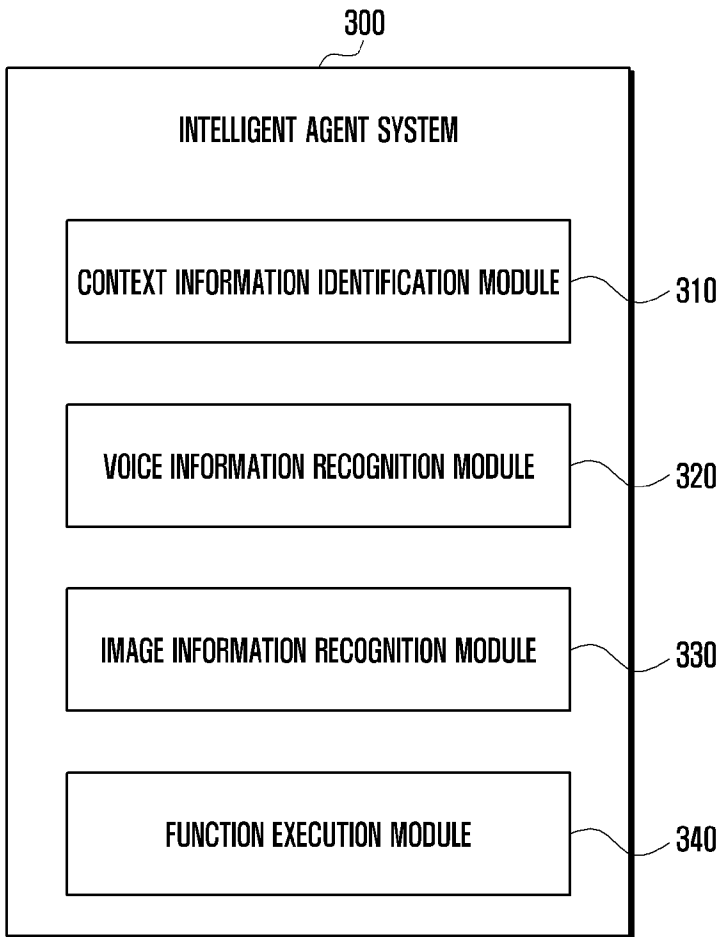 300
INTELLIGENT AGENT SYSTEM
CONTEXT INFORMATION IDENTIFICATION MODULE
310
VOICE INFORMATION RECOGNITION MODULE
320
IMAGE INFORMATION RECOGNITION MODULE
330
FUNCTION EXECUTION MODULE
340